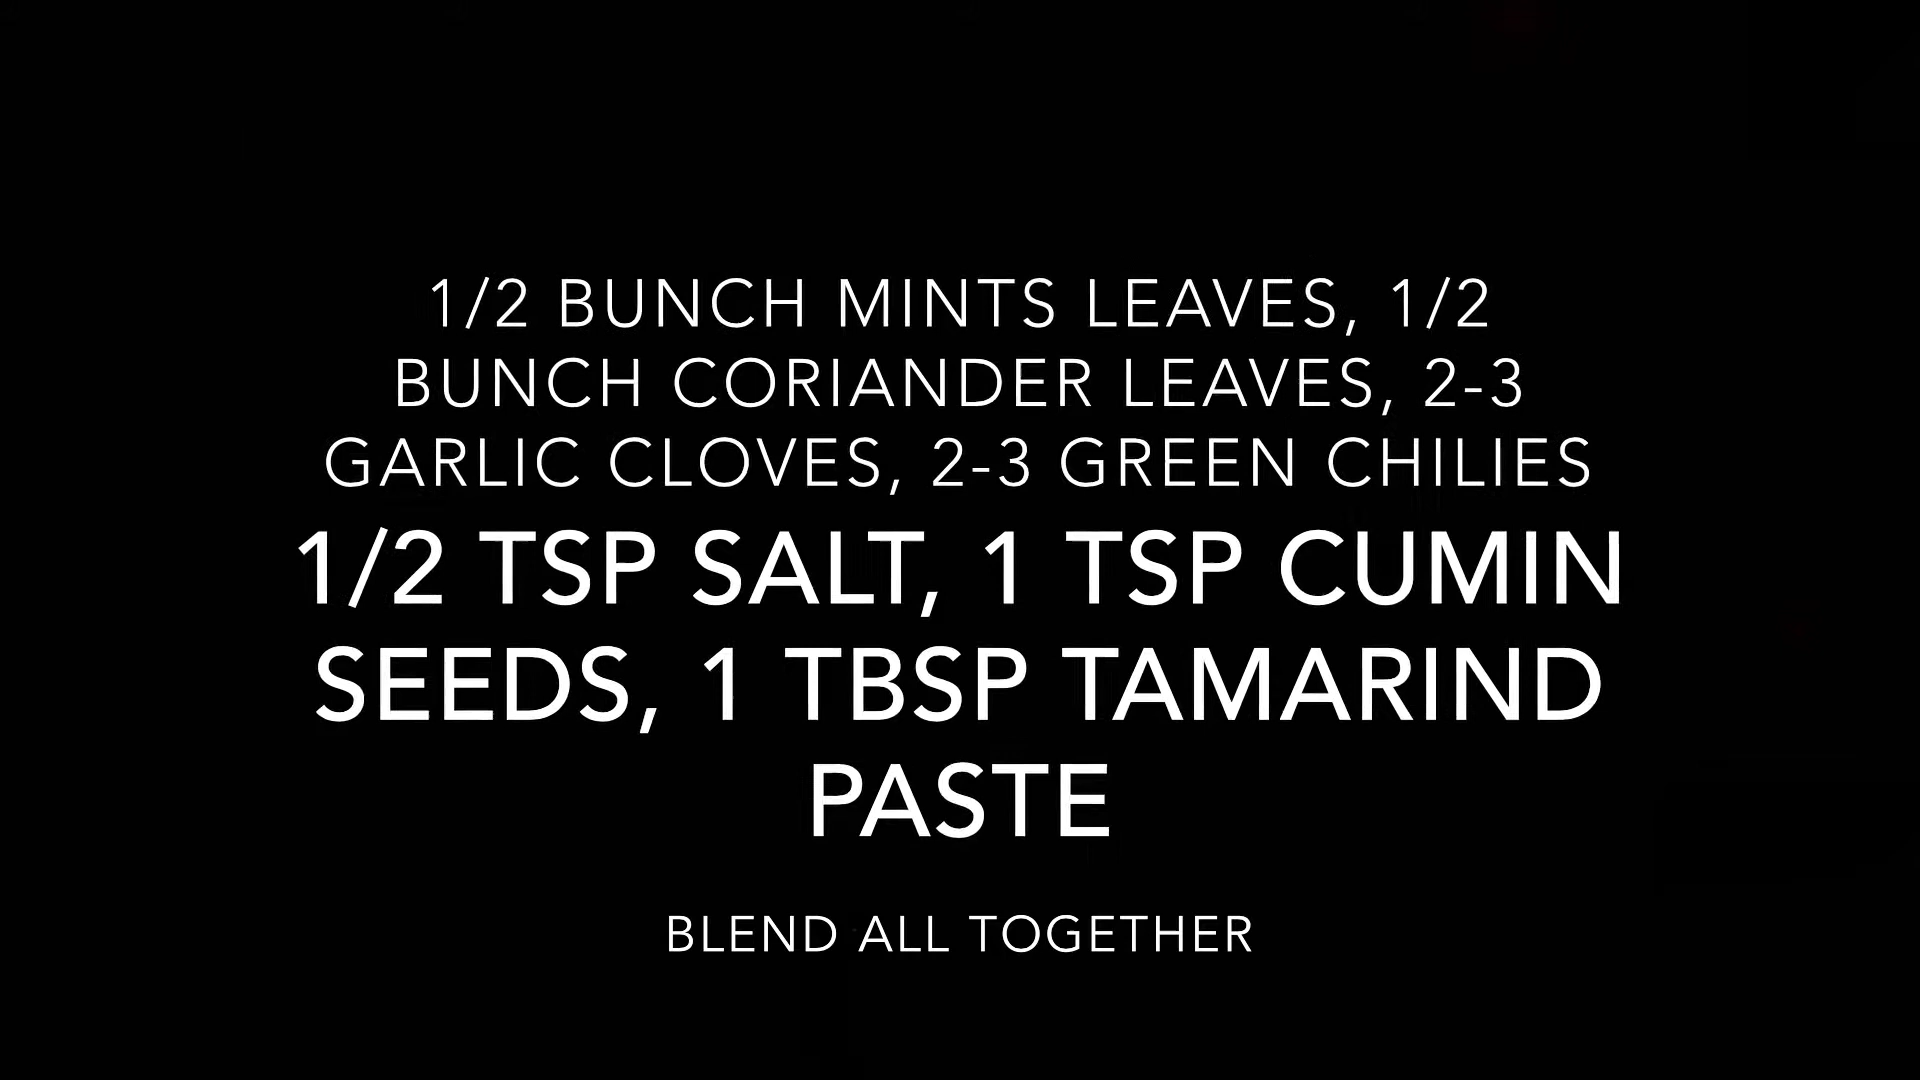 1/2 BUNCH MINTS LEAVES, 1/2
BUNCH CORIANDER LEAVES, 2-3
GARLIC CLOVES, 2-3 GREEN CHILIES
1/2 TSP SALT, 1 TSP CUMIN
SEEDS, 1 TBSP TAMARIND
PASTE
BLEND ALL TOGETHER